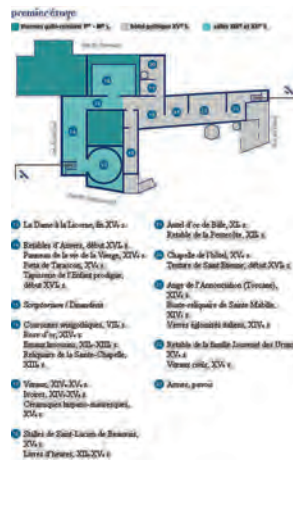 premier étage
thermes gallo-romains Iᵉʳ - IIIᵉ s.
hôtel gothique XVᵉ s.
salles XIXᵉ et XXᵉ s.
La Dame à la Licorne, fin XVe s.
Retables d'Anvers, début XVIe s.
Panneau de la vie de la Vierge, XVe s.
Pietà de Tarascon, XVe s.
Tapisserie de l'Enfant prodigue,
début XVIe s.
Scriptorium / Dinanderie
Couronnes wisigothiques, VIIe s.
Rose d'or, XIVe s.
Émaux limousins, XIIe-XIIIe s.
Reliquaire de la Sainte-Chapelle,
XIIIe s.
Vitraux, XIVe-XVe s.
Ivoires, XIVe-XVe s.
Céramiques hispano-mauresques,
XVe s.
Stalles de Saint-Lucien de Beauvais,
XVe s.
Livres d'heures, XIIe-XVe s.
Autel d'or de Bâle, XIe s.
Retable de la Pentecôte, XIIe s.
Chapelle de l'hôtel, XVe s.
Tenture de Saint Étienne, début XVIe s.
Ange de l'Annonciation (Toscane),
XIVe s.
Buste-reliquaire de Sainte Mabille,
XIVe s.
Verres églomisés italiens, XIVe s.
Retable de la famille Jouvenel des Ursins
XVe s.
Vitraux civils, XVe s.
Armes, pavois